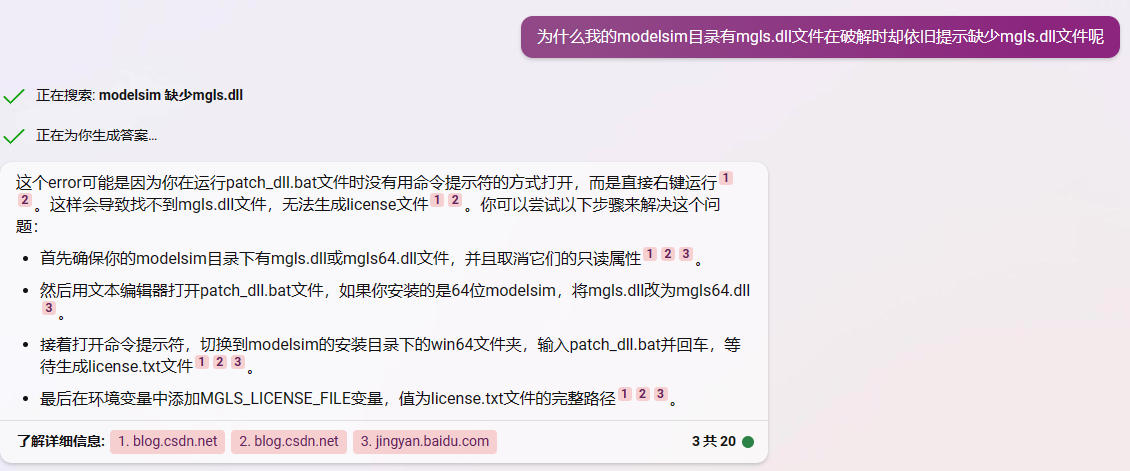 为什么我的modelsim目录有mgls.dll文件在破解时却依旧提示缺少mgls.dll文件呢
正在搜索: modelsim 缺少mgls.dll
正在为你生成答案...
这个error可能是因为你在运行patch_dll.bat文件时没有用命令提示符的方式打开，而是直接右键运行 1
2 。这样会导致找不到mgls.dll文件，无法生成license文件 1 2 。你可以尝试以下步骤来解决这个问
题：
• 首先确保你的modelsim目录下有mgls.dll或mgls64.dll文件，并且取消它们的只读属性 1 2 3 。
• 然后用文本编辑器打开patch_dll.bat文件，如果你安装的是64位modelsim，将mgls.dll改为mgls64.dll
3 。
• 接着打开命令提示符，切换到modelsim的安装目录下的win64文件夹，输入patch_dll.bat并回车，等
待生成license.txt文件 1 2 3 。
• 最后在环境变量中添加MGLS_LICENSE_FILE变量，值为license.txt文件的完整路径 1 2 3 。
了解详细信息: 1. blog.csdn.net 2. blog.csdn.net 3. jingyan.baidu.com 3 共 20